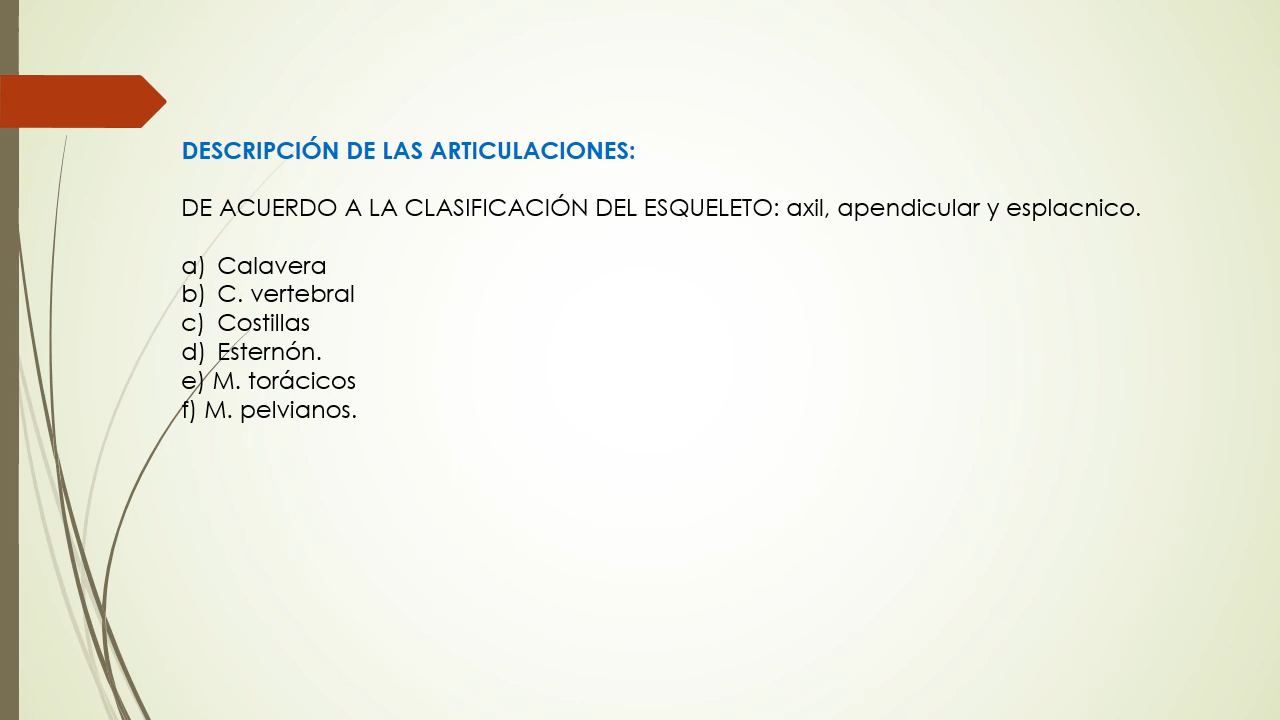 DESCRIPCIÓN DE LAS ARTICULACIONES:
DE ACUERDO A LA CLASIFICACIÓN DEL ESQUELETO: axil, apendicular y esplacnico.
a) Calavera
b) C. vertebral
c) Costillas
d) Esternón.
e) M. torácicos
f) M. pelvianos.